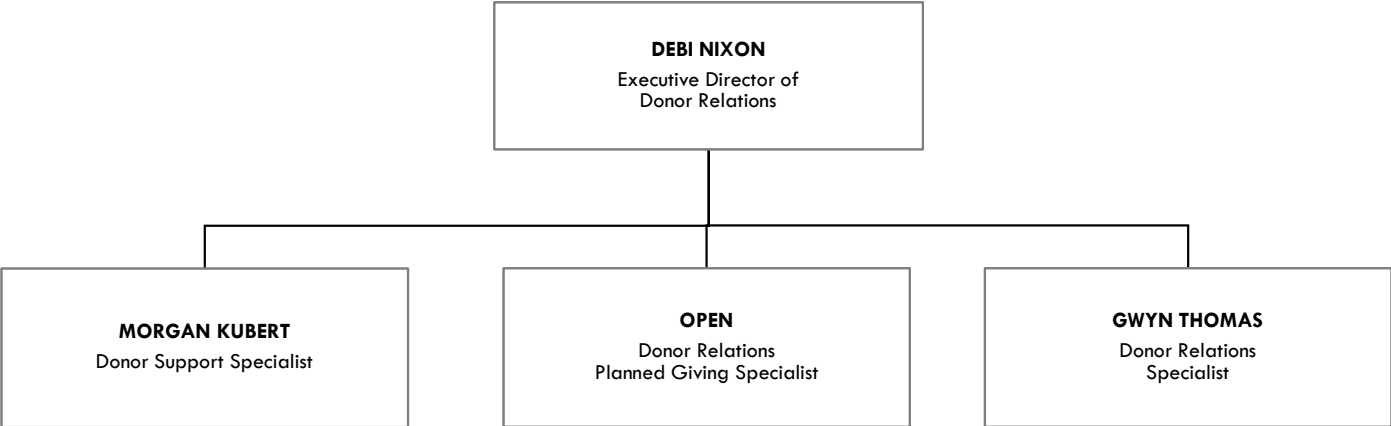 DEBI NIXON
Executive Director of
Donor Relations
MORGAN KUBERT
Donor Support Specialist
OPEN
Donor Relations
Planned Giving Specialist
GWYN THOMAS
Donor Relations
Specialist